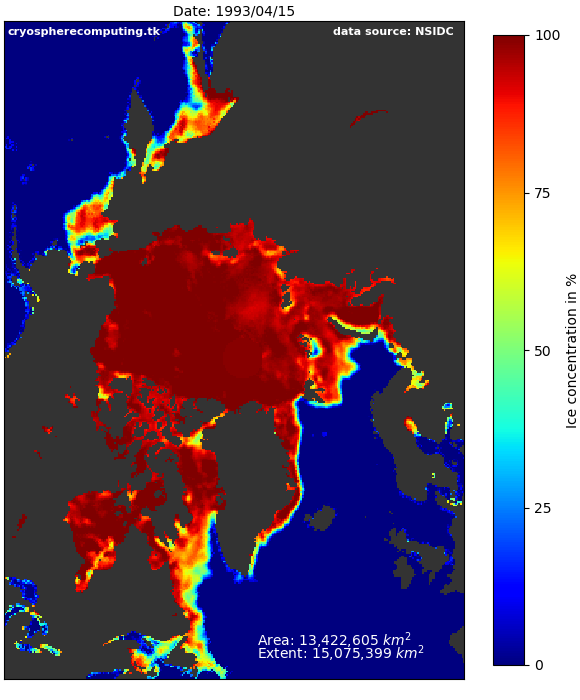 Date: 1993/04/15
cryospherecomputing.tk
data source: NSIDC
100
75
50
25
0
Ice concentration in %
Area: 13,422,605 km²
Extent: 15,075,399 km²